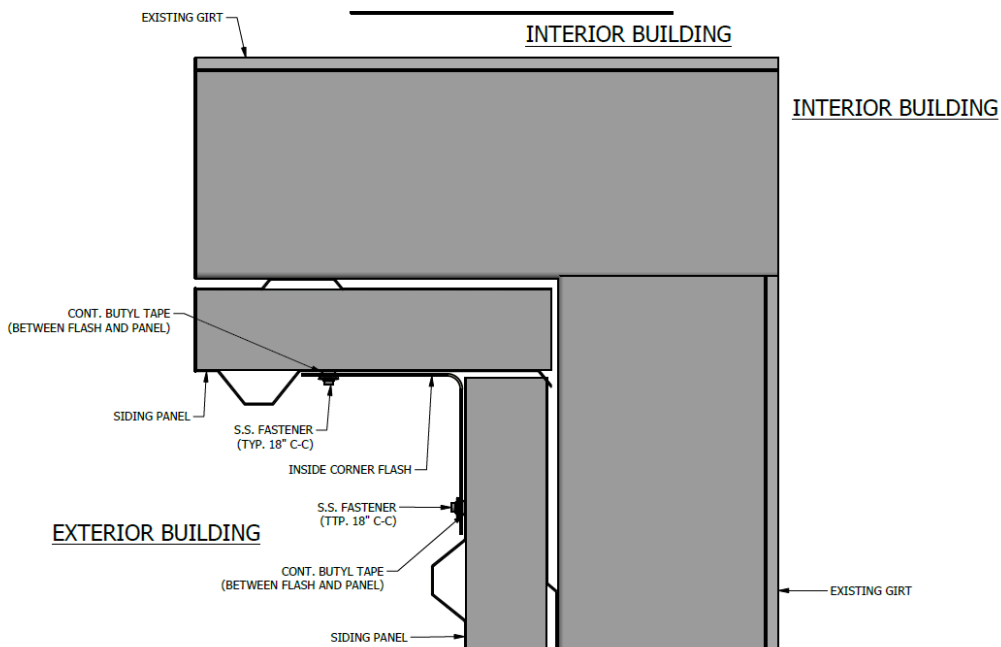 EXISTING GIRT
INTERIOR BUILDING
INTERIOR BUILDING
CONT. BUTYL TAPE
(BETWEEN FLASH AND PANEL)
SIDING PANEL
S.S. FASTENER
(TYP. 18" C-C)
INSIDE CORNER FLASH
S.S. FASTENER
(TTP. 18" C-C)
EXTERIOR BUILDING
CONT. BUTYL TAPE
(BETWEEN FLASH AND PANEL)
EXISTING GIRT
SIDING PANEL